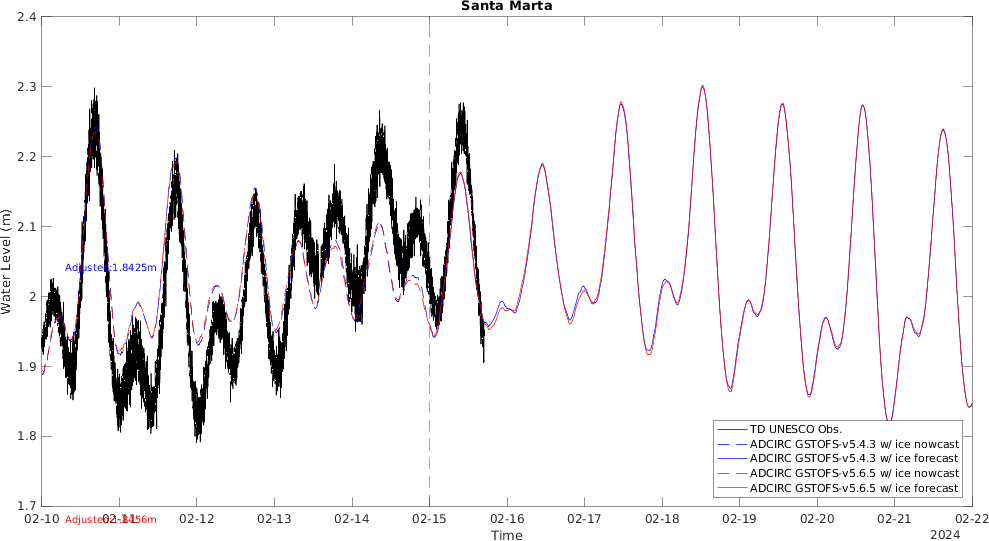 Santa Marta
2.4
2.3
2.2
2.1
2
1.9
1.8
1.7
Water Level (m)
Adjusted:1.8425m
TD UNESCO Obs.
ADCIRC GSTOFS-v5.4.3 w/ ice nowcast
ADCIRC GSTOFS-v5.4.3 w/ ice forecast
ADCIRC GSTOFS-v5.6.5 w/ ice nowcast
ADCIRC GSTOFS-v5.6.5 w/ ice forecast
02-10 02-11 02-12 02-13 02-14 02-15 02-16 02-17 02-18 02-19 02-20 02-21 02-22
Time
2024